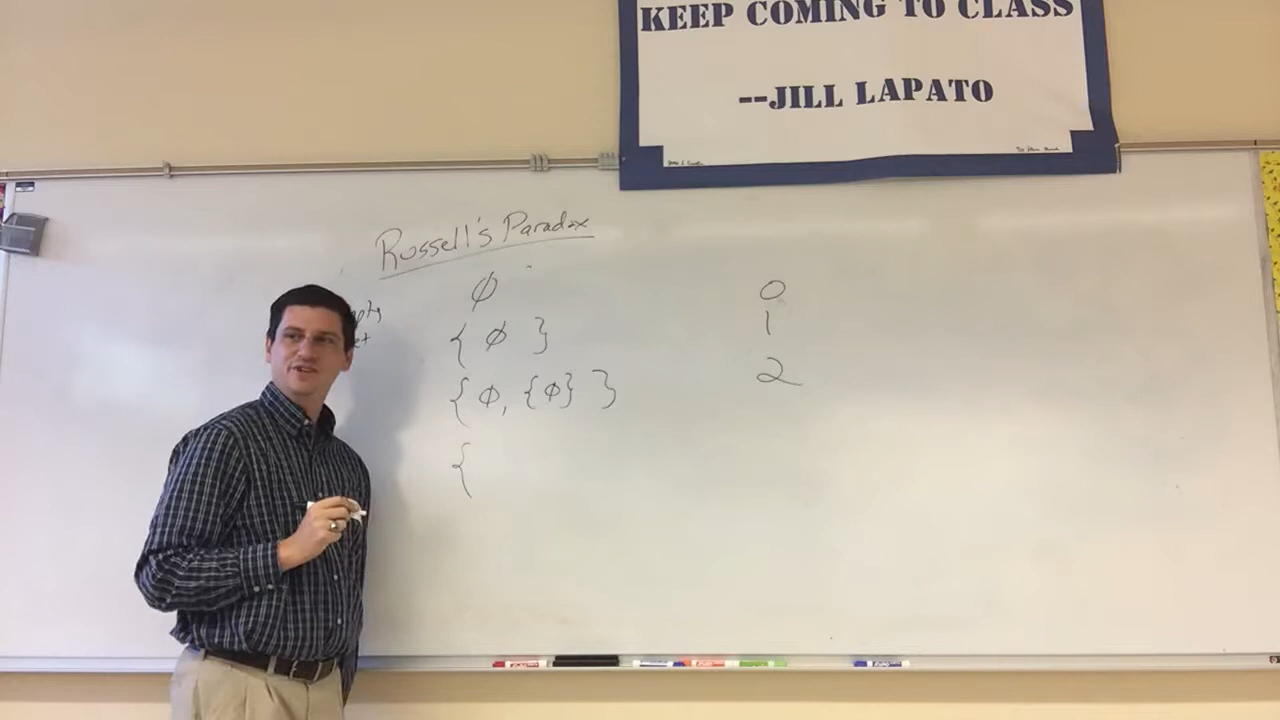 KEEP COMING TO CLASS
--JILL LAPATO
Russell's Paradox
∅ 0
{ ∅ } 1
{ ∅, {∅} } 2
{